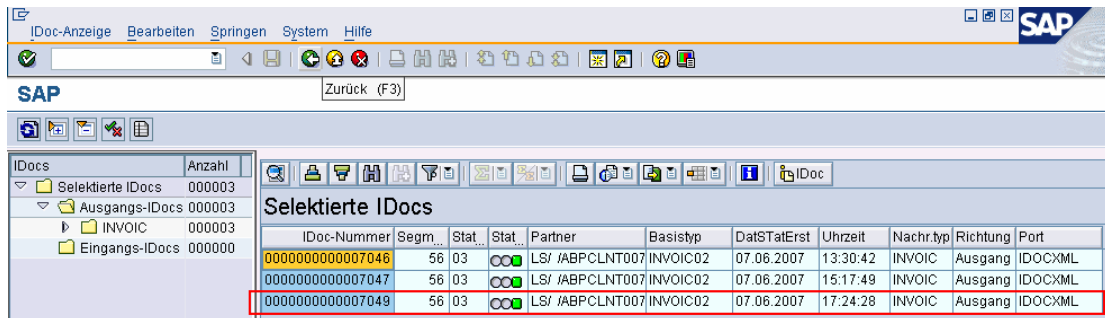 IDoc-Anzeige Bearbeiten Springen System Hilfe
SAP
Zurück (F3)
SAP
IDocs Anzahl
Selektierte IDocs 000003
Ausgangs-IDocs 000003
INVOIC 000003
Eingangs-IDocs 000000
IDoc
Selektierte IDocs
IDoc-Nummer Segm... Stat... Stat... Partner Basistyp DatSTatErst Uhrzeit Nachr.typ Richtung Port
0000000000007046 56 03 LS/ /ABPCLNT007 INVOIC02 07.06.2007 13:30:42 INVOIC Ausgang IDOCXML
0000000000007047 56 03 LS/ /ABPCLNT007 INVOIC02 07.06.2007 15:17:49 INVOIC Ausgang IDOCXML
0000000000007049 56 03 LS/ /ABPCLNT007 INVOIC02 07.06.2007 17:24:28 INVOIC Ausgang IDOCXML